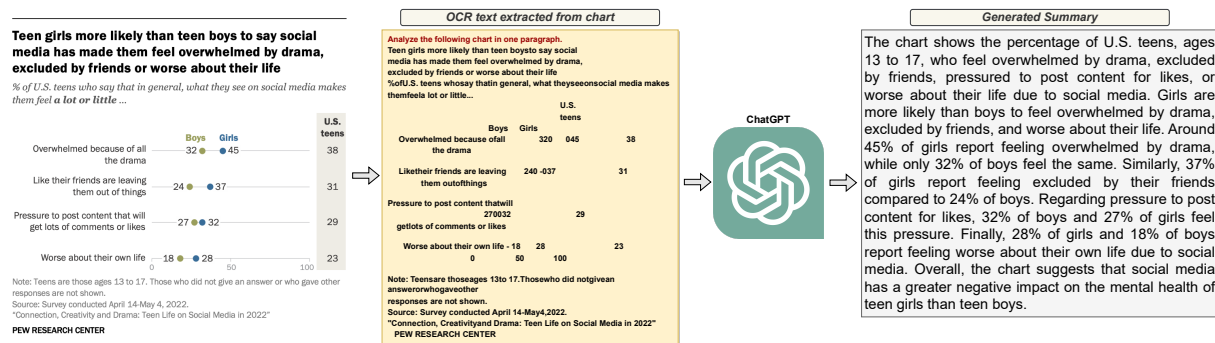 Teen girls more likely than teen boys to say social
media has made them feel overwhelmed by drama,
excluded by friends or worse about their life
% of U.S. teens who say that in general, what they see on social media makes
them feel a lot or little ...
U.S.
teens
Boys Girls
Overwhelmed because of all
the drama
32 45 38
Like their friends are leaving
them out of things
24 37 31
Pressure to post content that will
get lots of comments or likes
27 32 29
Worse about their own life
18 28 23
0 50 100
Note: Teens are those ages 13 to 17. Those who did not give an answer or who gave other
responses are not shown.
Source: Survey conducted April 14-May 4, 2022.
"Connection, Creativity and Drama: Teen Life on Social Media in 2022"
PEW RESEARCH CENTER
OCR text extracted from chart
Analyze the following chart in one paragraph.
Teen girls more likely than teen boysto say social
media has made them feel overwhelmed by drama,
excluded by friends or worse about their life
%ofU.S. teens whosay thatin general, what theyseeonsocial media makes
themfeela lot or little...
U.S.
teens
Boys Girls
Overwhelmed because ofall 320 045 38
the drama
Liketheir friends are leaving 240 -037 31
them outofthings
Pressure to post content thatwill
270032 29
getlots of comments or likes
Worse about their own life - 18 28 23
0 50 100
Note: Teensare thoseages 13to 17.Thosewho did notgivean
answerorwhogaveother
responses are not shown.
Source: Survey conducted April 14-May4,2022.
"Connection, Creativityand Drama: Teen Life on Social Media in 2022"
PEW RESEARCH CENTER
ChatGPT
Generated Summary
The chart shows the percentage of U.S. teens, ages
13 to 17, who feel overwhelmed by drama, excluded
by friends, pressured to post content for likes, or
worse about their life due to social media. Girls are
more likely than boys to feel overwhelmed by drama,
excluded by friends, and worse about their life. Around
45% of girls report feeling overwhelmed by drama,
while only 32% of boys feel the same. Similarly, 37%
of girls report feeling excluded by their friends
compared to 24% of boys. Regarding pressure to post
content for likes, 32% of boys and 27% of girls feel
this pressure. Finally, 28% of girls and 18% of boys
report feeling worse about their own life due to social
media. Overall, the chart suggests that social media
has a greater negative impact on the mental health of
teen girls than teen boys.